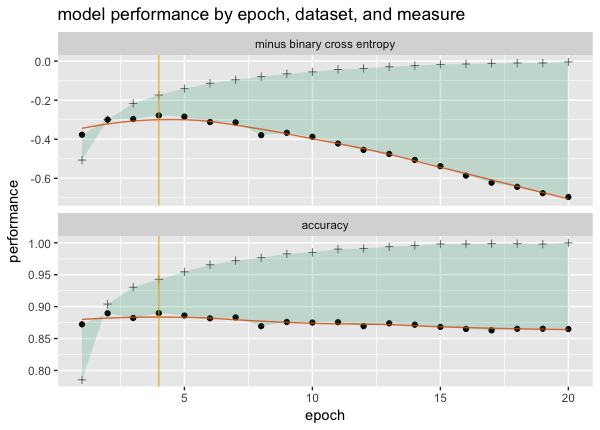 model performance by epoch, dataset, and measure
minus binary cross entropy
0.0
-0.2
-0.4
-0.6
accuracy
1.00
0.95
0.90
0.85
0.80
performance
5 10 15 20
epoch